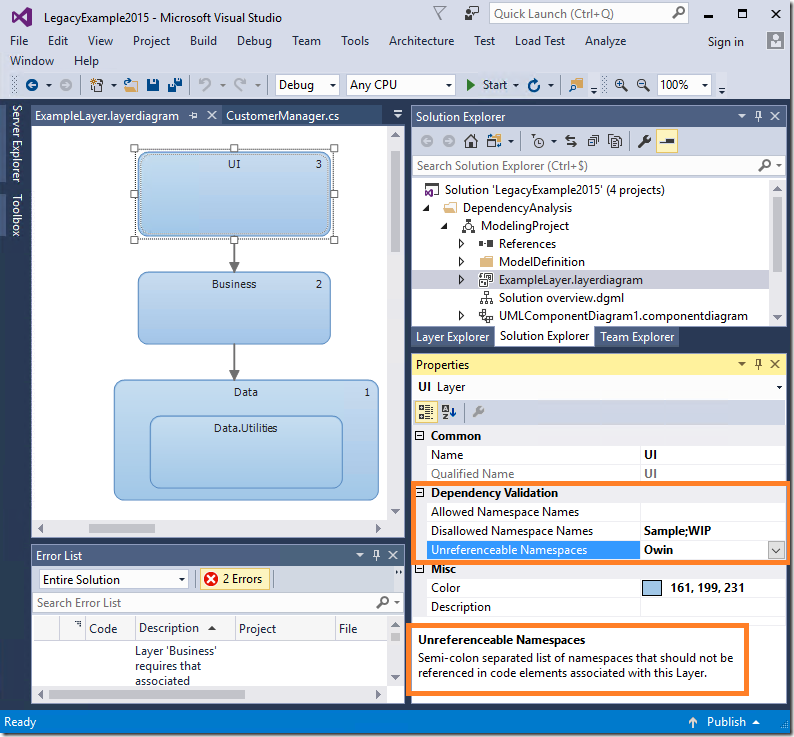 LegacyExample2015 - Microsoft Visual Studio
Quick Launch (Ctrl+Q)
File Edit View Project Build Debug Team Tools Architecture Test Load Test Analyze Sign in
Window Help
Debug Any CPU Start 100%
Server Explorer
Toolbox
ExampleLayer.layerdiagram CustomerManager.cs
UI 3
Business 2
Data 1
Data.Utilities
Error List
Entire Solution 2 Errors "
Search Error List
Code Description Project File
Layer 'Business'
requires that
associated
Solution Explorer
Search Solution Explorer (Ctrl+$)
Solution 'LegacyExample2015' (4 projects)
DependencyAnalysis
ModelingProject
References
ModelDefinition
ExampleLayer.layerdiagram
Solution overview.dgml
UMLComponentDiagram1.componentdiagram
Layer Explorer Solution Explorer Team Explorer
Properties
UI Layer
Common
Name UI
Qualified Name UI
Dependency Validation
Allowed Namespace Names
Disallowed Namespace Names Sample;WIP
Unreferenceable Namespaces Owin
Misc
Color 161, 199, 231
Description
Unreferenceable Namespaces
Semi-colon separated list of namespaces that should not be
referenced in code elements associated with this Layer.
Ready Publish